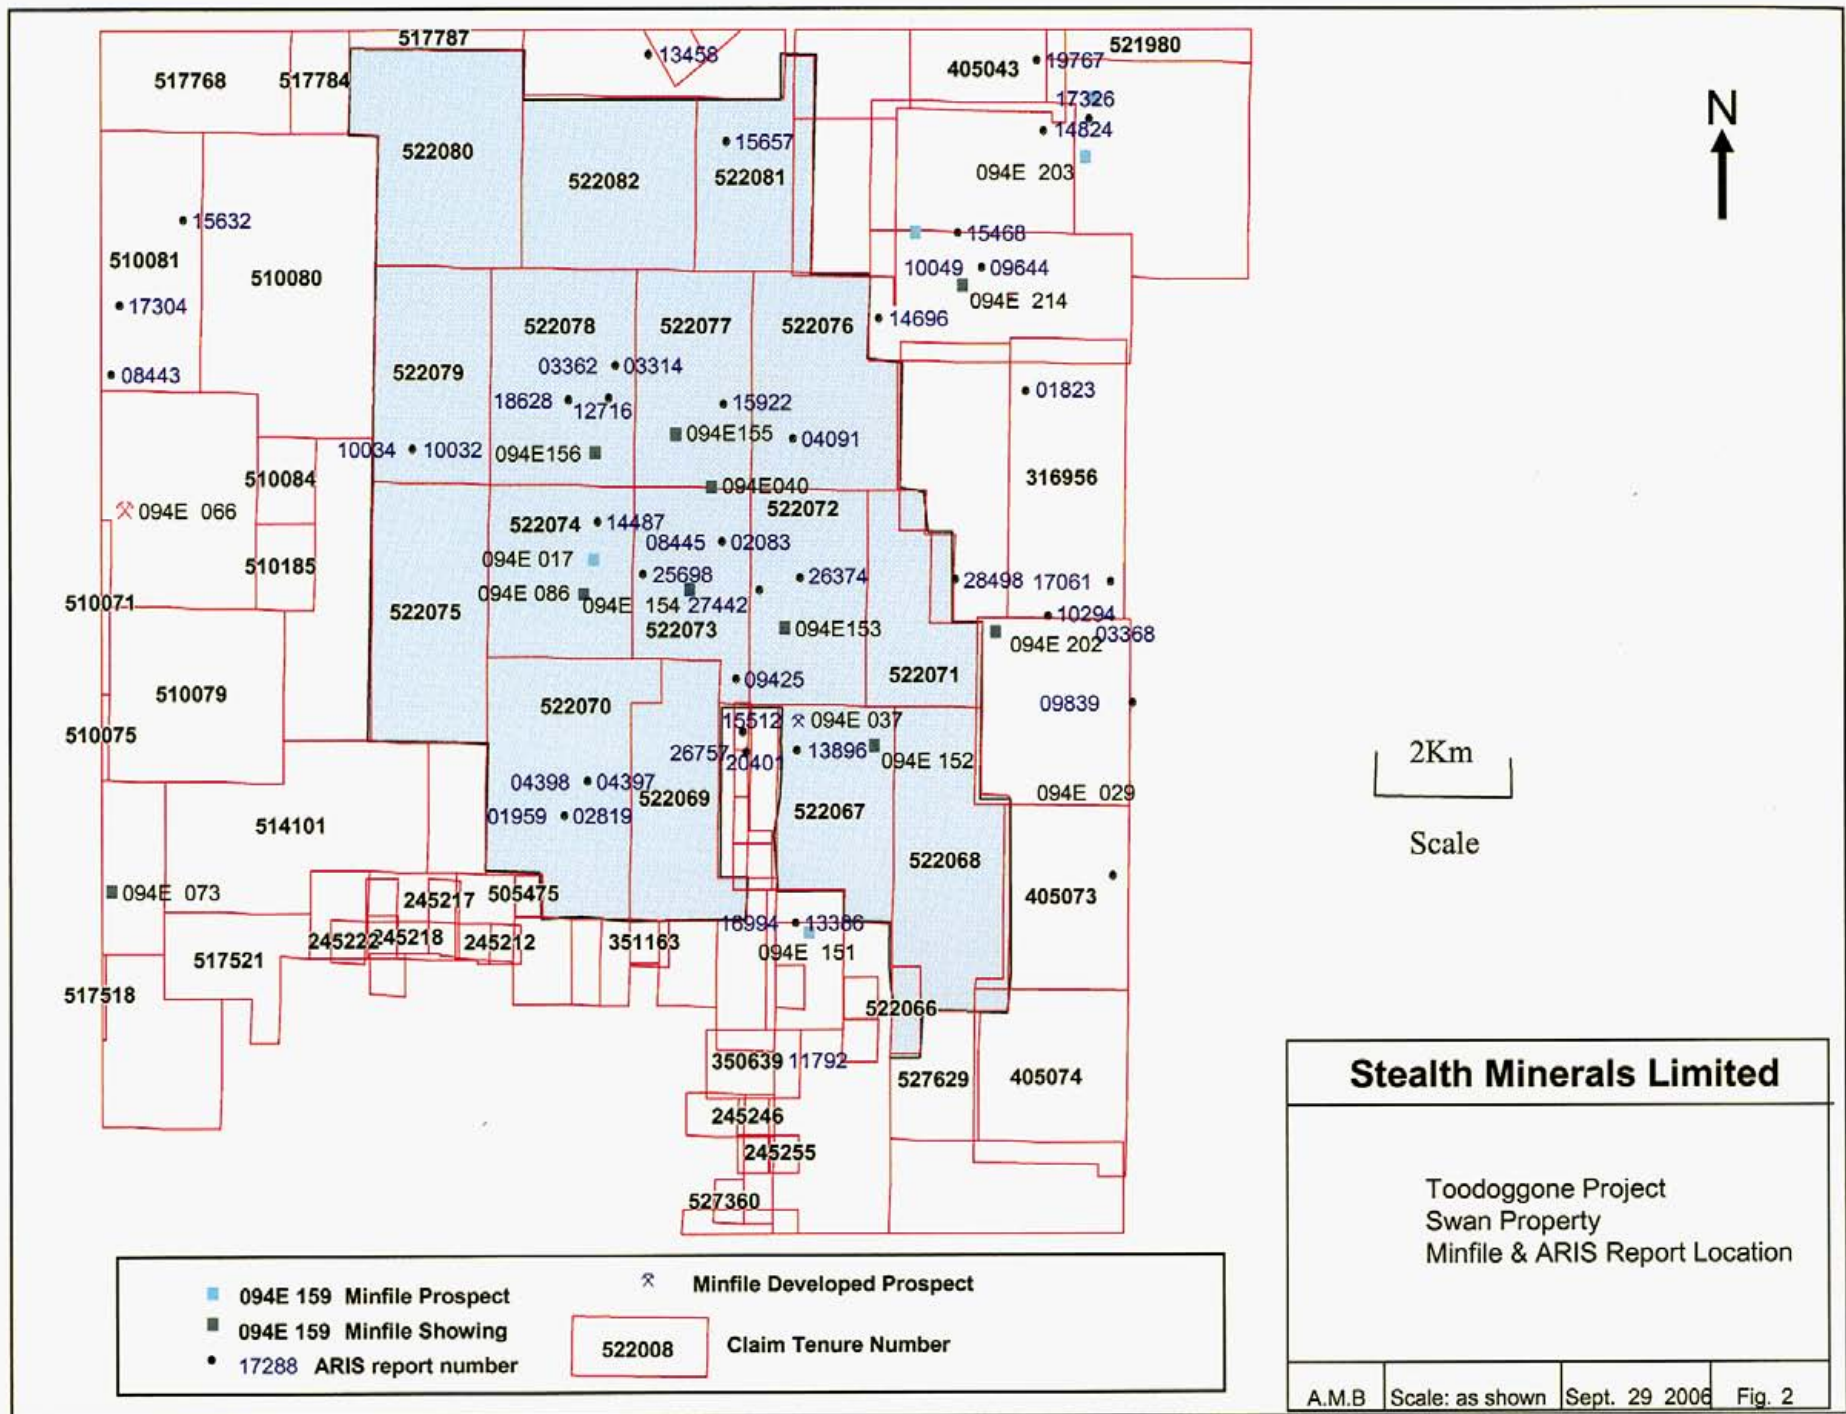 517787
13458
521980
517768
517784
405043
19767
17326
14824
522080
15657
094E 203
522082
522081
15632
15468
510081
510080
10049
09644
094E 214
17304
14696
522078
522077
522076
03362
03314
522079
08443
01823
18628
12716
15922
04091
094E155
10034
10032
094E156
510084
316956
094E040
094E 066
522074
14487
522072
08445
02083
094E 017
510185
25698
26374
28498
17061
094E 086
094E 154
27442
510071
522075
522073
094E153
10294
03368
094E 202
522071
09425
510079
522070
09839
15512
094E 037
510075
26757
20401
13896
094E 152
04398
04397
522069
094E 029
01959
02819
522067
514101
522068
094E 073
245217
505475
405073
16994
13386
245222
245218
245212
351163
094E 151
517521
517518
522066
350639
11792
527629
405074
245246
245255
527360
N
2Km
Scale
094E 159 Minfile Prospect
094E 159 Minfile Showing
17288 ARIS report number
Minfile Developed Prospect
522008
Claim Tenure Number
Stealth Minerals Limited
Toodoggone Project
Swan Property
Minfile & ARIS Report Location
A.M.B
Scale: as shown
Sept. 29 2006
Fig. 2